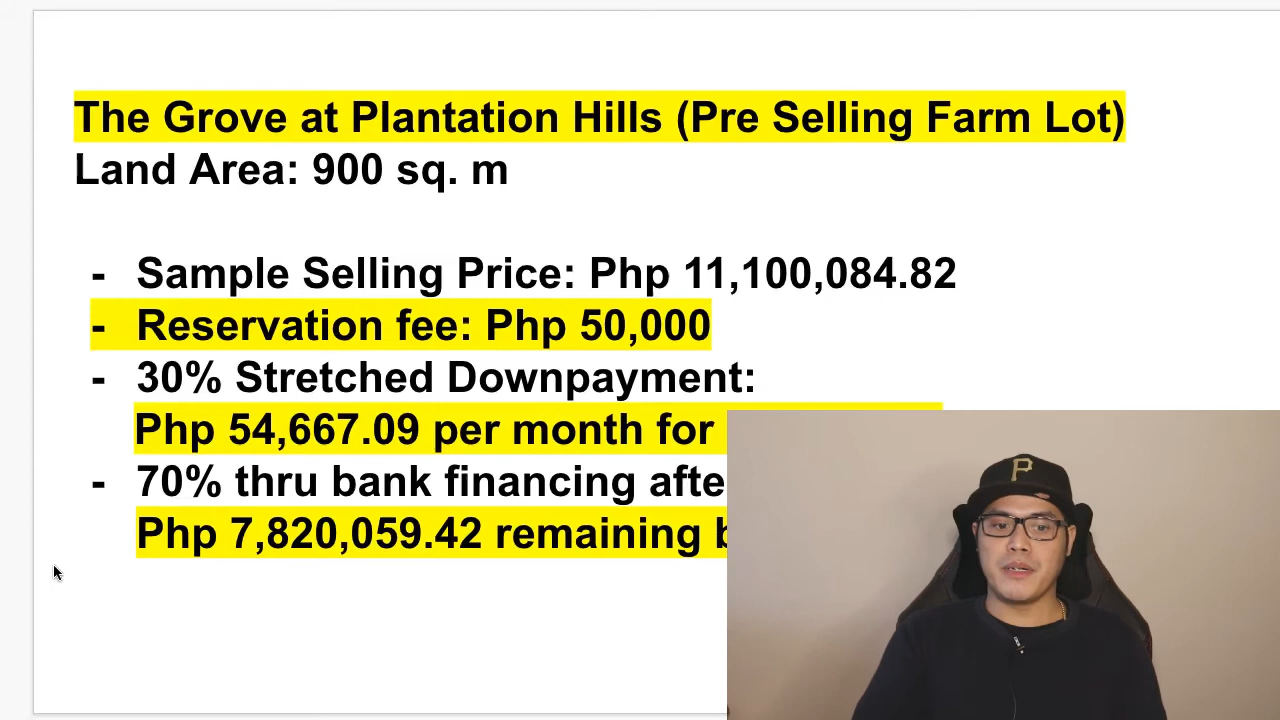 The Grove at Plantation Hills (Pre Selling Farm Lot)
Land Area: 900 sq. m
- Sample Selling Price: Php 11,100,084.82
- Reservation fee: Php 50,000
- 30% Stretched Downpayment:
Php 54,667.09 per month for
- 70% thru bank financing
Php 7,820,059.42 remaining
P